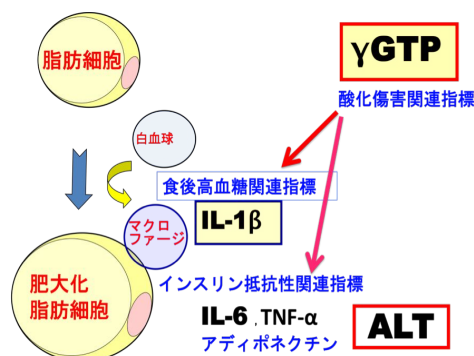 脂肪細胞
γGTP
酸化傷害関連指標
白血球
食後高血糖関連指標
マクロ
ファージ
IL-1β
肥大化
脂肪細胞
インスリン抵抗性関連指標
IL-6 , TNF-α
アディポネクチン
ALT